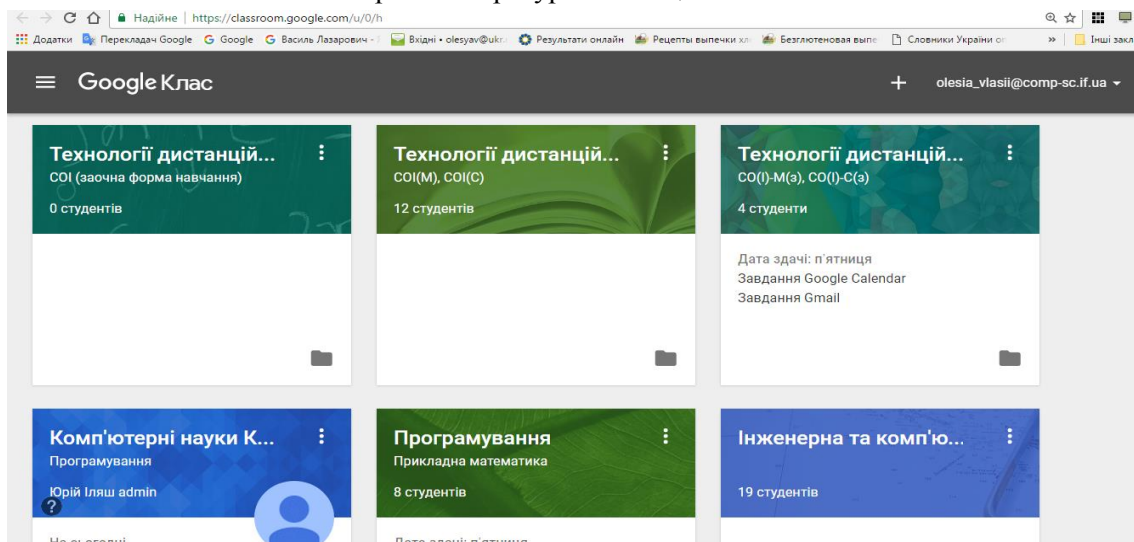 Надійне | https://classroom.google.com/u/0/h
Додатки Перекладач Google Google Василь Лазарович - Вхідні • olesyav@ukr. Результати онлайн Рецепты выпечки хл Безглютеновая выпе Словники України о » Інші закл
Google Клас + olesia_vlasii@comp-sc.if.ua
Технології дистанцій...
СОІ (заочна форма навчання)
0 студентів
Технології дистанцій...
СОІ(М), СОІ(С)
12 студентів
Технології дистанцій...
СО(І)-М(з), СО(І)-С(з)
4 студенти
Дата здачі: п'ятниця
Завдання Google Calendar
Завдання Gmail
Комп'ютерні науки К...
Програмування
Юрій Іляш admin
Програмування
Прикладна математика
8 студентів
Інженерна та комп'ю...
19 студентів